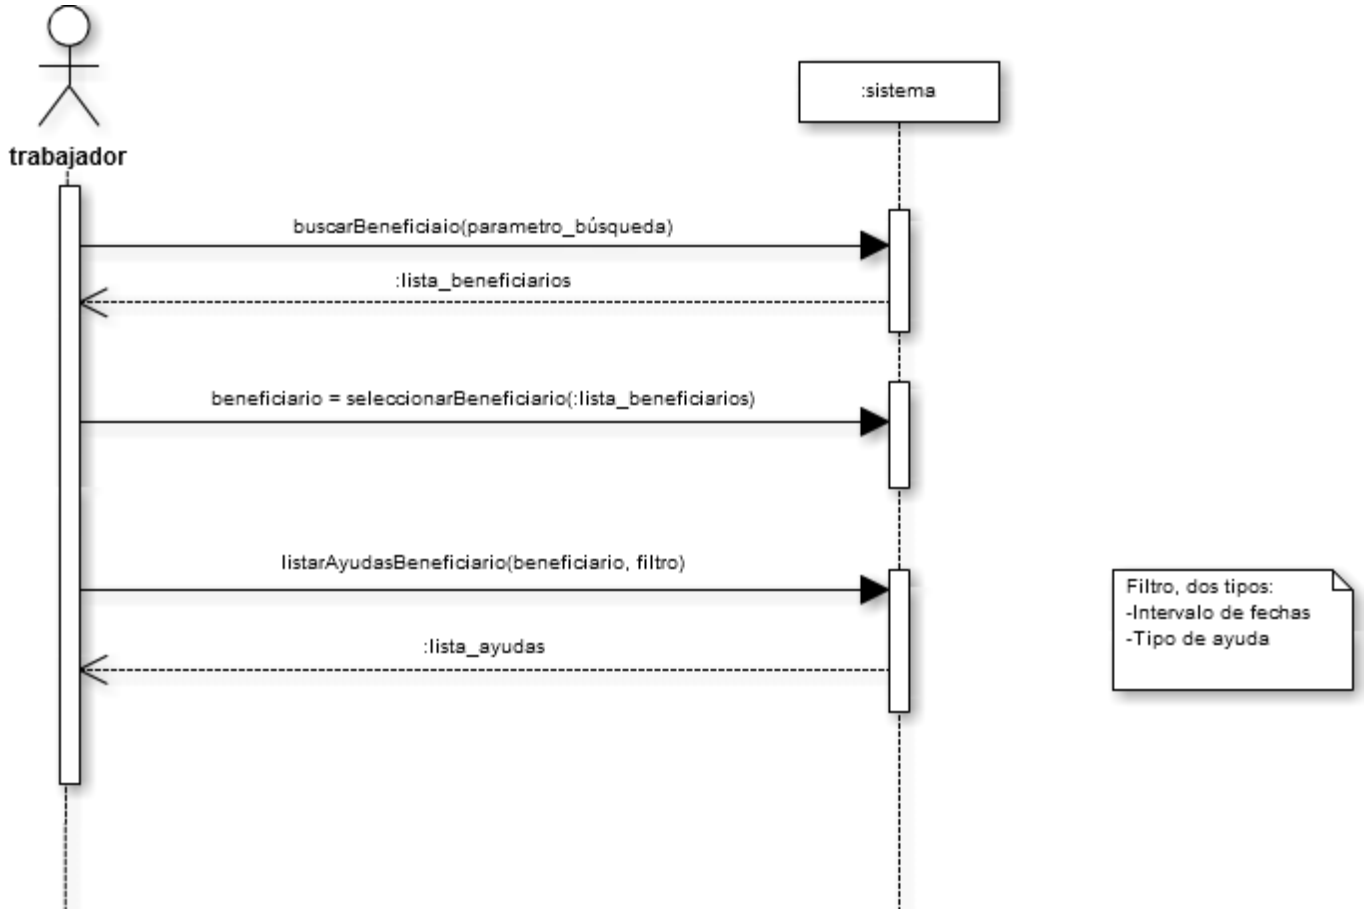 :sistema
trabajador
buscarBeneficiaio(parametro_búsqueda)
:lista_beneficiarios
beneficiario = seleccionarBeneficiario(:lista_beneficiarios)
listarAyudasBeneficiario(beneficiario, filtro)
:lista_ayudas
Filtro, dos tipos:
-Intervalo de fechas
-Tipo de ayuda